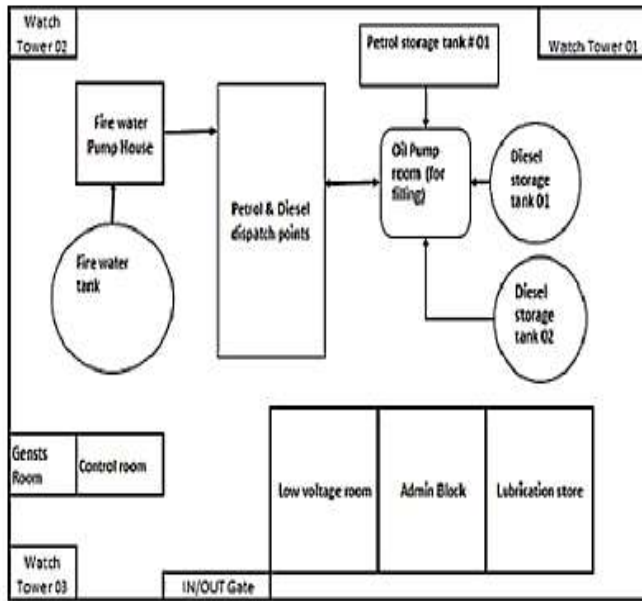 Watch
Tower 02
Petrol storage tank # 01
Watch Tower 01
Fire water
Pump House
Oil Pump
room (for
filling)
Diesel
storage
tank 01
Petrol & Diesel
dispatch points
Fire water
tank
Diesel
storage
tank 02
Gensts
Room
Control room
Low voltage room
Admin Block
Lubrication store
Watch
Tower 03
IN/OUT Gate